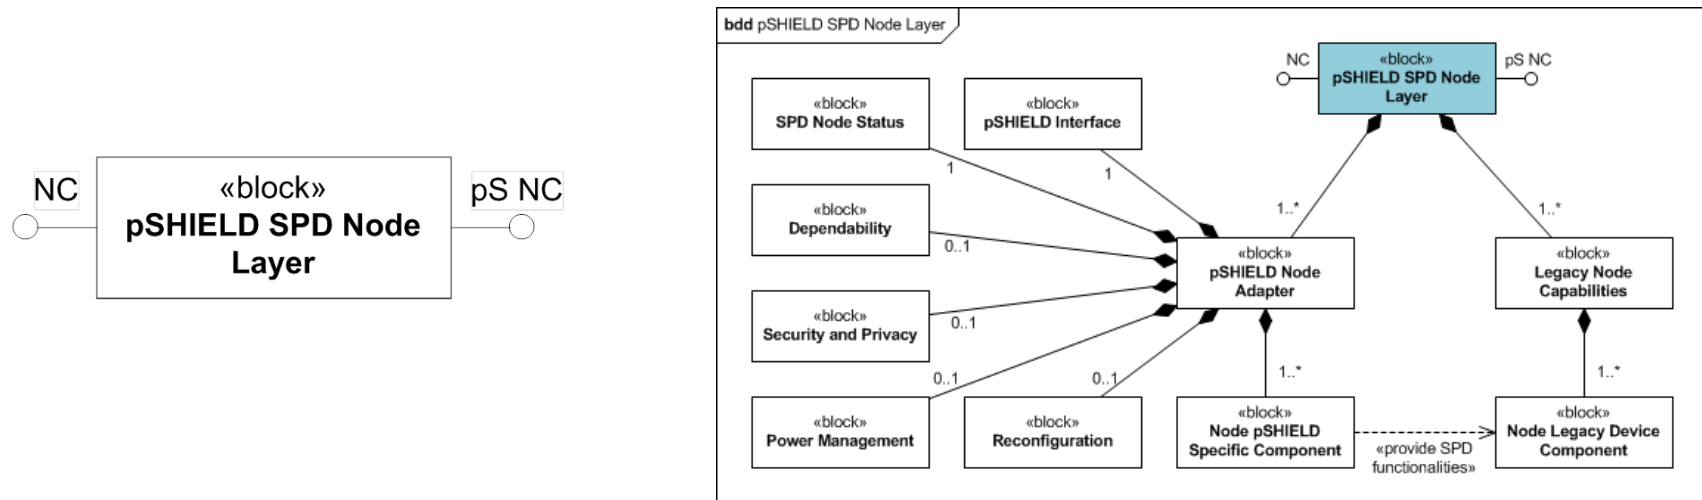 NC
«block»
pS NC
pSHIELD SPD Node
Layer
bdd pSHIELD SPD Node Layer
NC
«block»
pSHIELD SPD Node
Layer
pS NC
«block»
SPD Node Status
«block»
pSHIELD Interface
1
1
«block»
Dependability
0..1
1..*
1..*
«block»
pSHIELD Node
Adapter
«block»
Legacy Node
Capabilities
«block»
Security and Privacy
0..1
0..1
0..1
1..*
1..*
«block»
Power Management
«block»
Reconfiguration
«block»
Node pSHIELD
Specific Component
«provide SPD
functionalities»
«block»
Node Legacy Device
Component